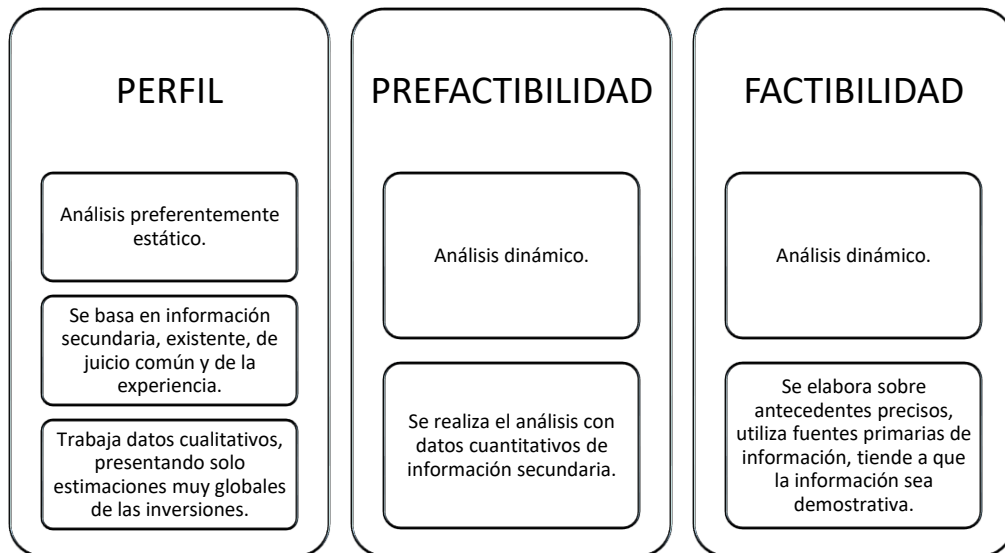 PERFIL
Análisis preferentemente
estático.
Se basa en información
secundaria, existente, de
juicio común y de la
experiencia.
Trabaja datos cualitativos,
presentando solo
estimaciones muy globales
de las inversiones.
PREFACTIBILIDAD
Análisis dinámico.
Se realiza el análisis con
datos cuantitativos de
información secundaria.
FACTIBILIDAD
Análisis dinámico.
Se elabora sobre
antecedentes precisos,
utiliza fuentes primarias de
información, tiende a que
la información sea
demostrativa.